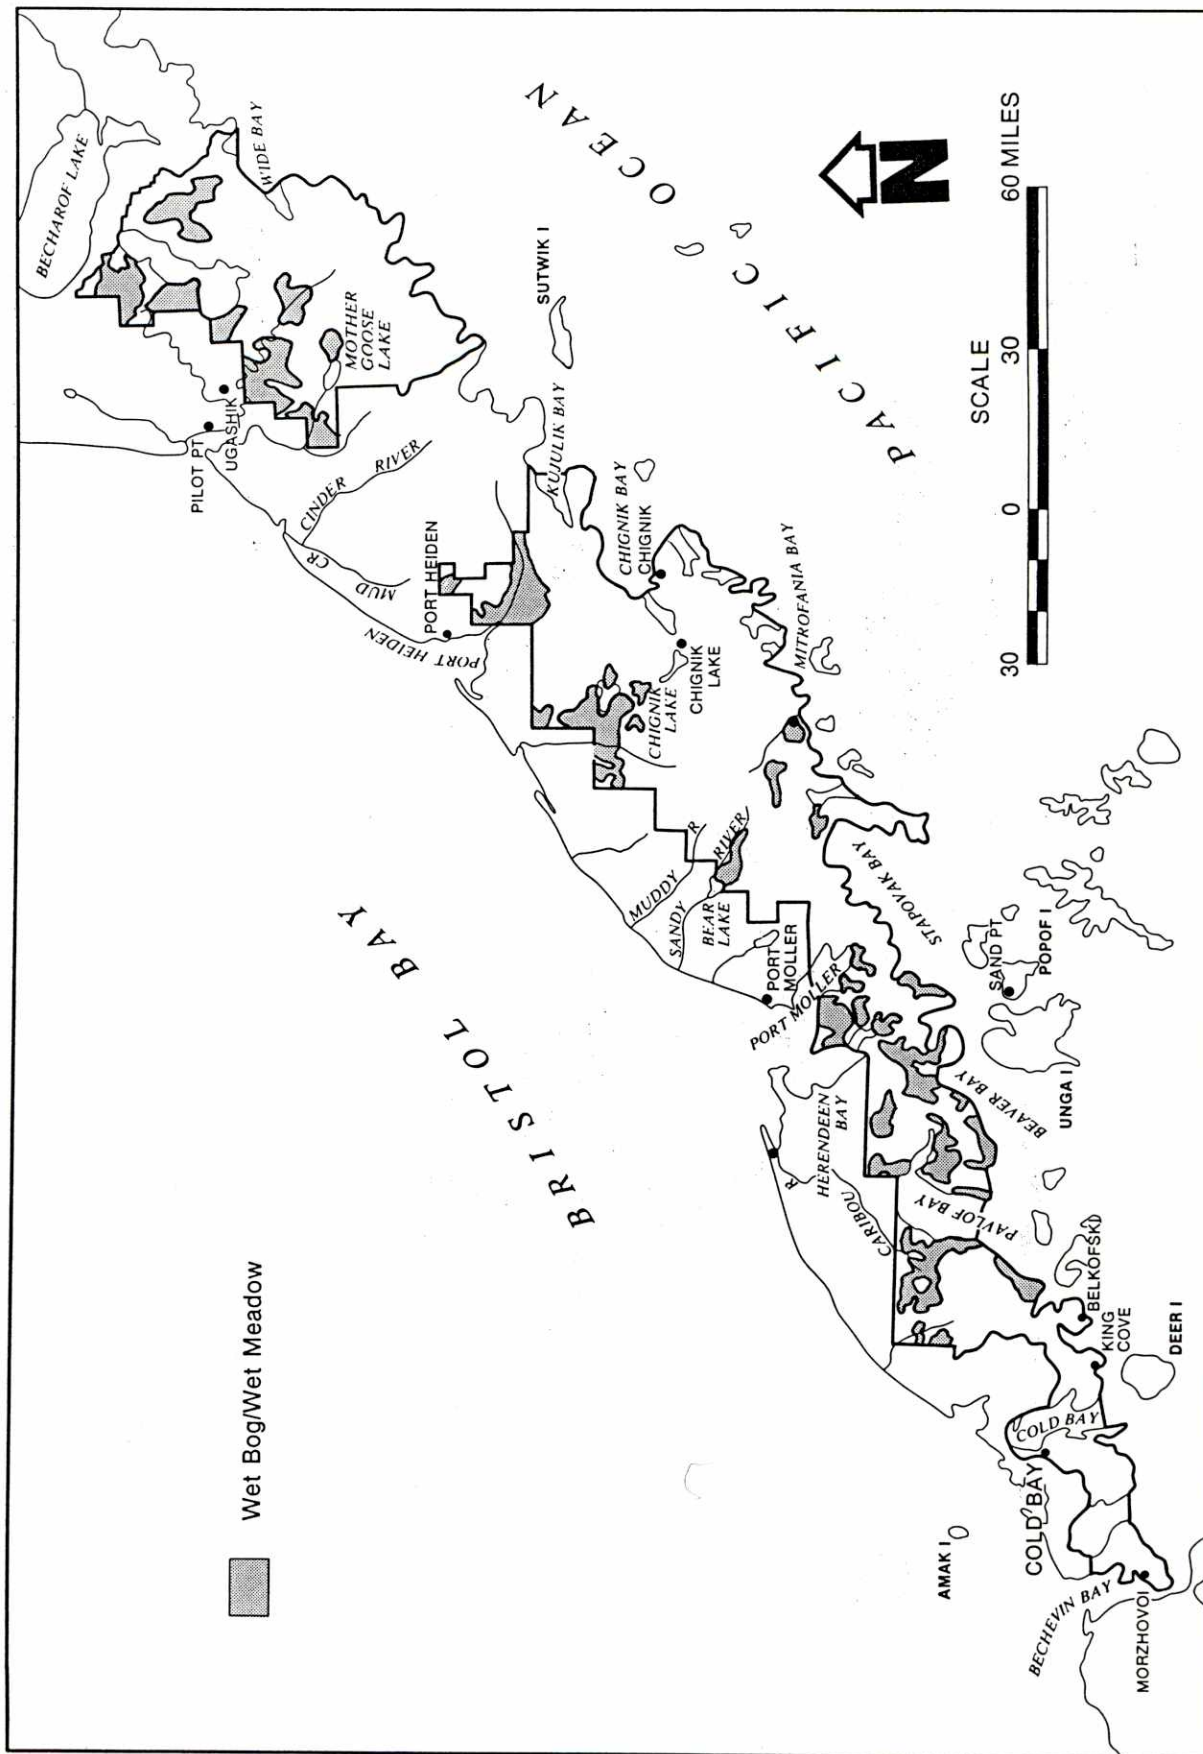 Wet Bog/Wet Meadow
BRISTOL BAY
PACIFIC OCEAN
BECHAROF LAKE
WIDE BAY
PILOT PT
UGASHIK
MOTHER
GOOSE
LAKE
CINDER RIVER
MUD CR
PORT HEIDEN
PORT HEIDEN
SUTWIK I
KUJULIK BAY
CHIGNIK BAY
CHIGNIK
CHIGNIK
LAKE
CHIGNIK
LAKE
MITROFANIA BAY
MUDDY R
SANDY RIVER
BEAR
LAKE
PORT
MOLLER
PORT MOLLER
STAPOVAK BAY
SAND PT
POPOF I
UNGA I
BEAVER BAY
HERENDEEN
BAY
CARIBOU R
PAVLOF BAY
BELKOFSKI
KING
COVE
DEER I
COLD BAY
COLD BAY
AMAK I
BECHEVIN BAY
MORZHOVOI
N
SCALE
30 0 30 60 MILES